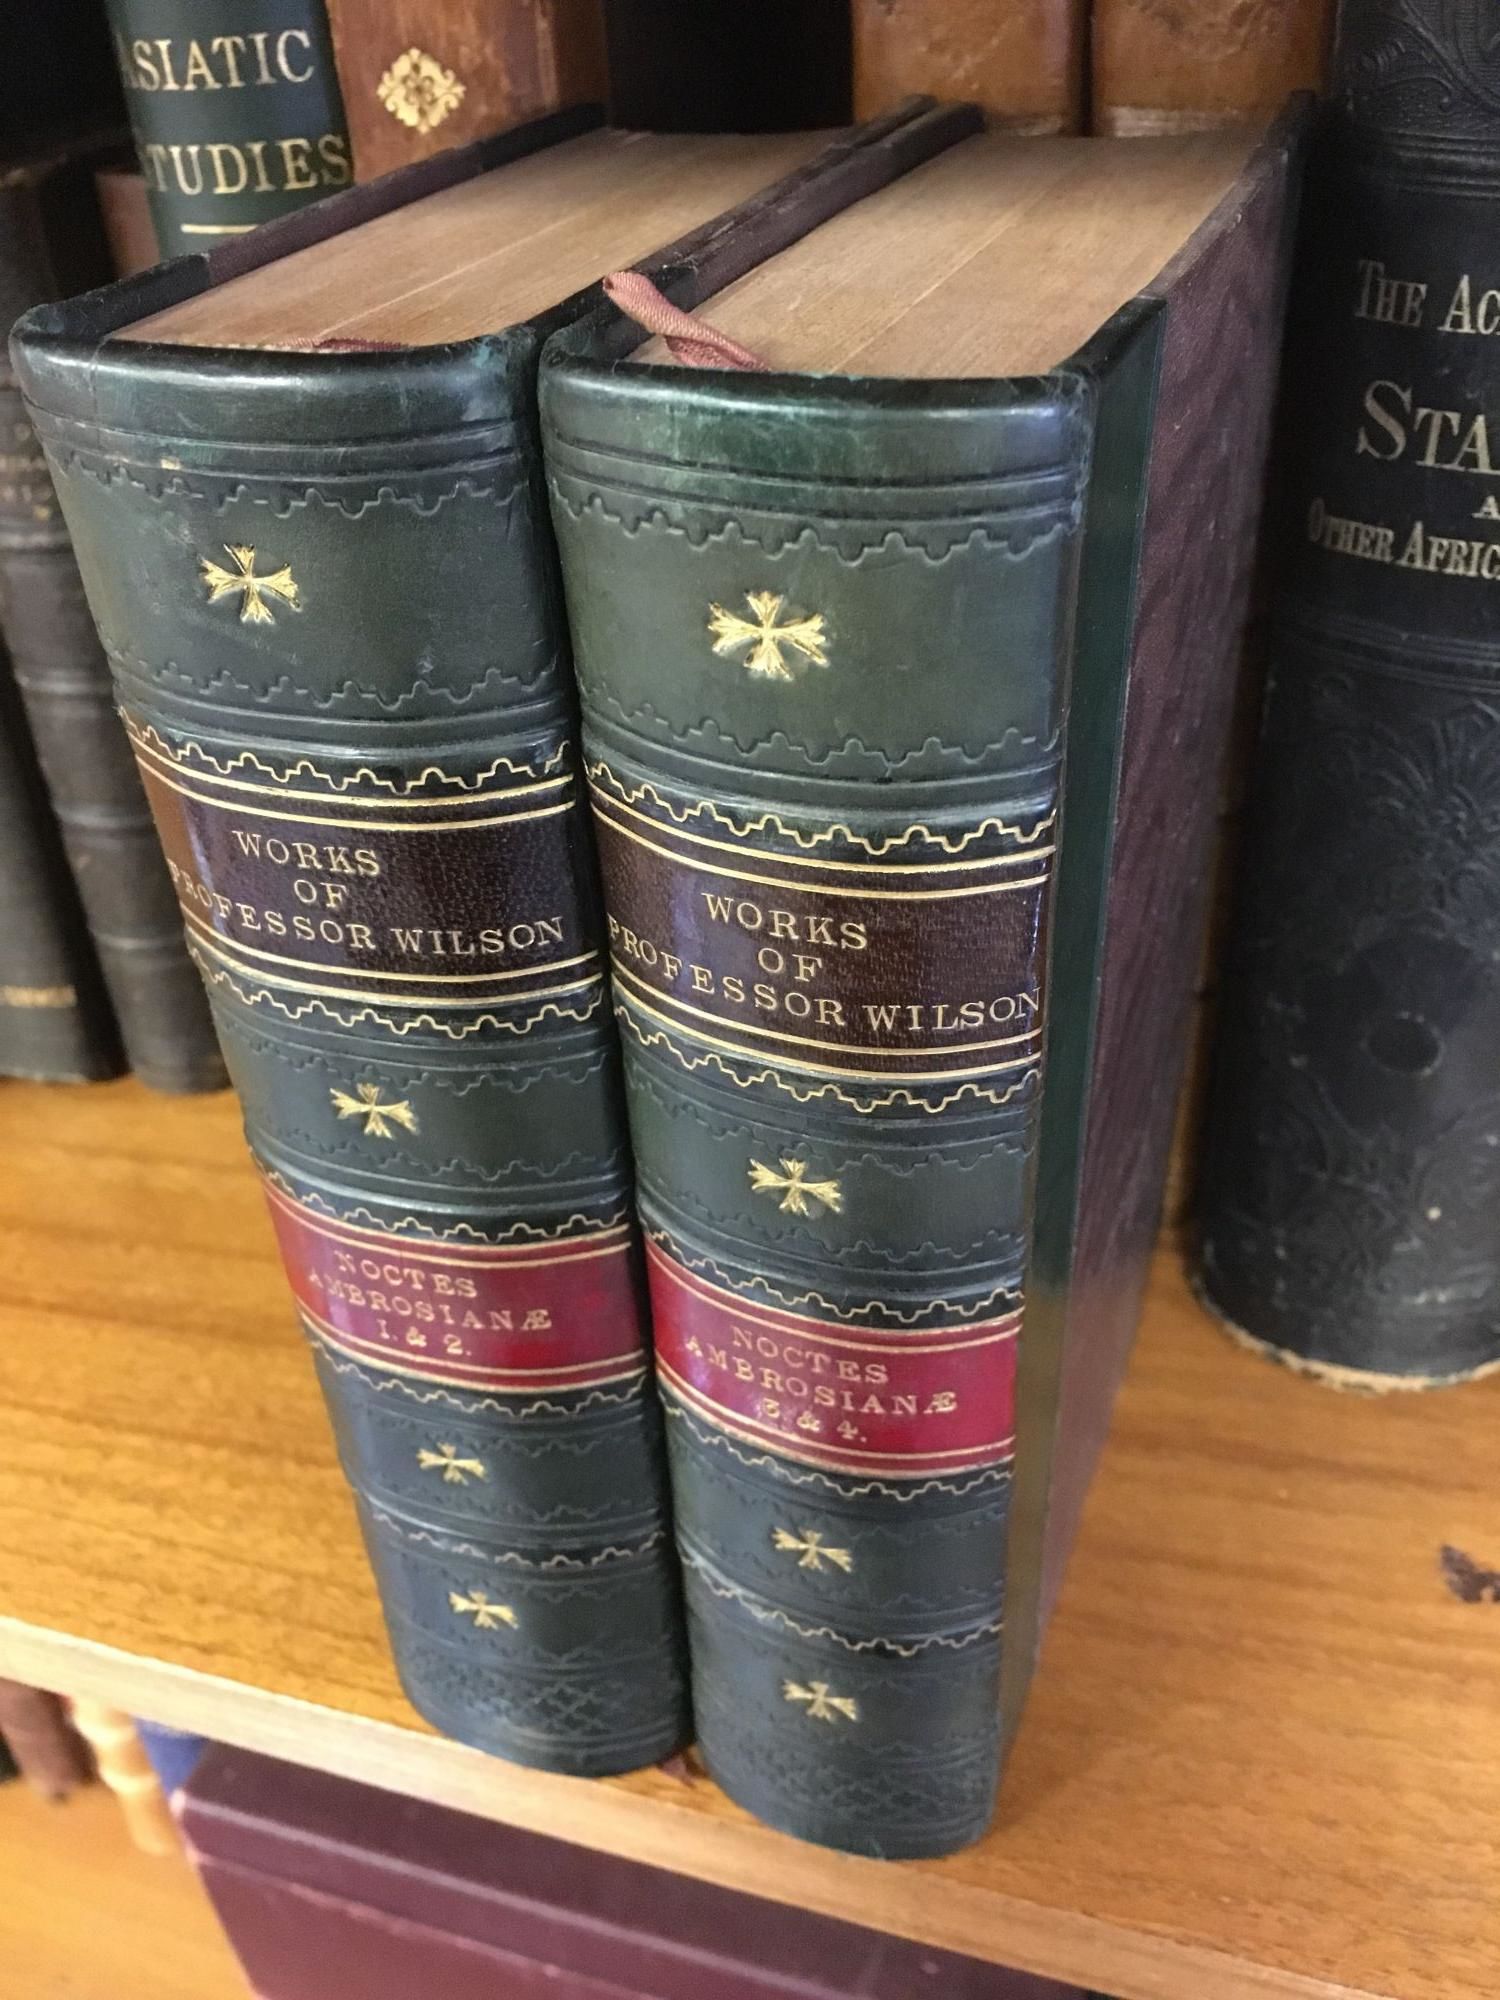 ASIATIC
STUDIES
WORKS
OF
PROFESSOR WILSON
NOCTES
AMBROSIANÆ
1. & 2.
WORKS
OF
PROFESSOR WILSON
NOCTES
AMBROSIANÆ
3 & 4.
THE
STA
OTHER AFRIC